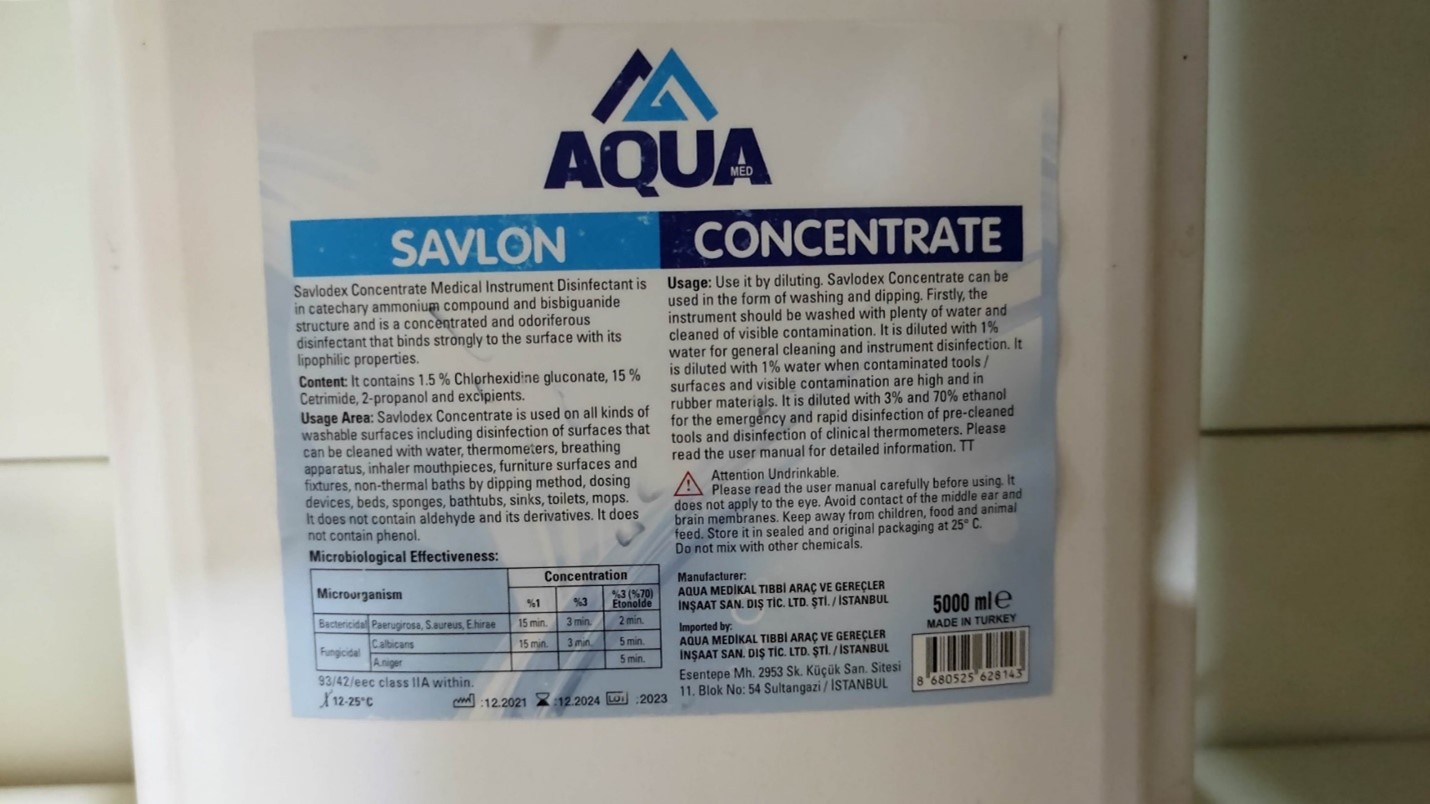 AQUA
MED
SAVLON
CONCENTRATE
Savlodex Concentrate Medical Instrument Disinfectant is
in catechary ammonium compound and bisbiguanide
structure and is a concentrated and odoriferous
disinfectant that binds strongly to the surface with its
lipophilic properties.
Content: It contains 1.5 % Chlorhexidine gluconate, 15 %
Cetrimide, 2-propanol and excipients.
Usage Area: Savlodex Concentrate is used on all kinds of
washable surfaces including disinfection of surfaces that
can be cleaned with water, thermometers, breathing
apparatus, inhaler mouthpieces, furniture surfaces and
fixtures, non-thermal baths by dipping method, dosing
devices, beds, sponges, bathtubs, sinks, toilets, mops.
It does not contain aldehyde and its derivatives. It does
not contain phenol.
Microbiological Effectiveness:
Microorganism
Concentration
%1 %3 %3 (%70)
Etonolde
Bactericidal Paerugirosa, S.aureus, E.hirae 15 min. 3 min. 2 min.
Fungicidal C.albicans 15 min. 3 min. 5 min.
A.niger 5 min.
93/42/eec class IIA within.
12-25°C :12.2021 :12.2024 LOT :2023
Usage: Use it by diluting. Savlodex Concentrate can be
used in the form of washing and dipping. Firstly, the
instrument should be washed with plenty of water and
cleaned of visible contamination. It is diluted with 1%
water for general cleaning and instrument disinfection. It
is diluted with 1% water when contaminated tools /
surfaces and visible contamination are high and in
rubber materials. It is diluted with 3% and 70% ethanol
for the emergency and rapid disinfection of pre-cleaned
tools and disinfection of clinical thermometers. Please
read the user manual for detailed information. TT
Attention Undrinkable.
Please read the user manual carefully before using. It
does not apply to the eye. Avoid contact of the middle ear and
brain membranes. Keep away from children, food and animal
feed. Store it in sealed and original packaging at 25° C.
Do not mix with other chemicals.
Manufacturer:
AQUA MEDİKAL TIBBİ ARAÇ VE GEREÇLER
İNŞAAT SAN. DIŞ TİC. LTD. ŞTİ. / İSTANBUL
Imported by:
AQUA MEDİKAL TIBBİ ARAÇ VE GEREÇLER
İNŞAAT SAN. DIŞ TİC. LTD. ŞTİ. / İSTANBUL
Esentepe Mh. 2953 Sk. Küçük San. Sitesi
11. Blok No: 54 Sultangazi / İSTANBUL
5000 ml e
MADE IN TURKEY
8 680525 628143